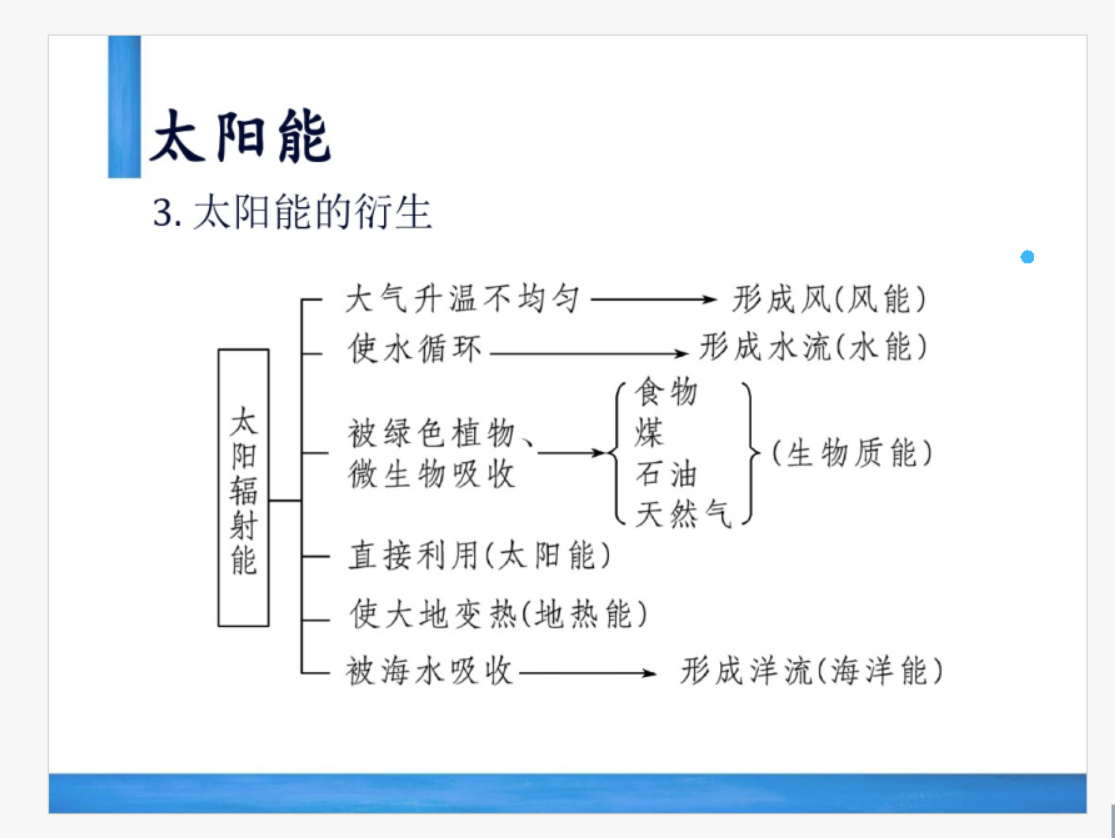 太阳能
3. 太阳能的衍生
太阳辐射能
大气升温不均匀
形成风(风能)
使水循环
形成水流(水能)
被绿色植物、
微生物吸收
食物
煤
石油
天然气
(生物质能)
直接利用(太阳能)
使大地变热(地热能)
被海水吸收
形成洋流(海洋能)